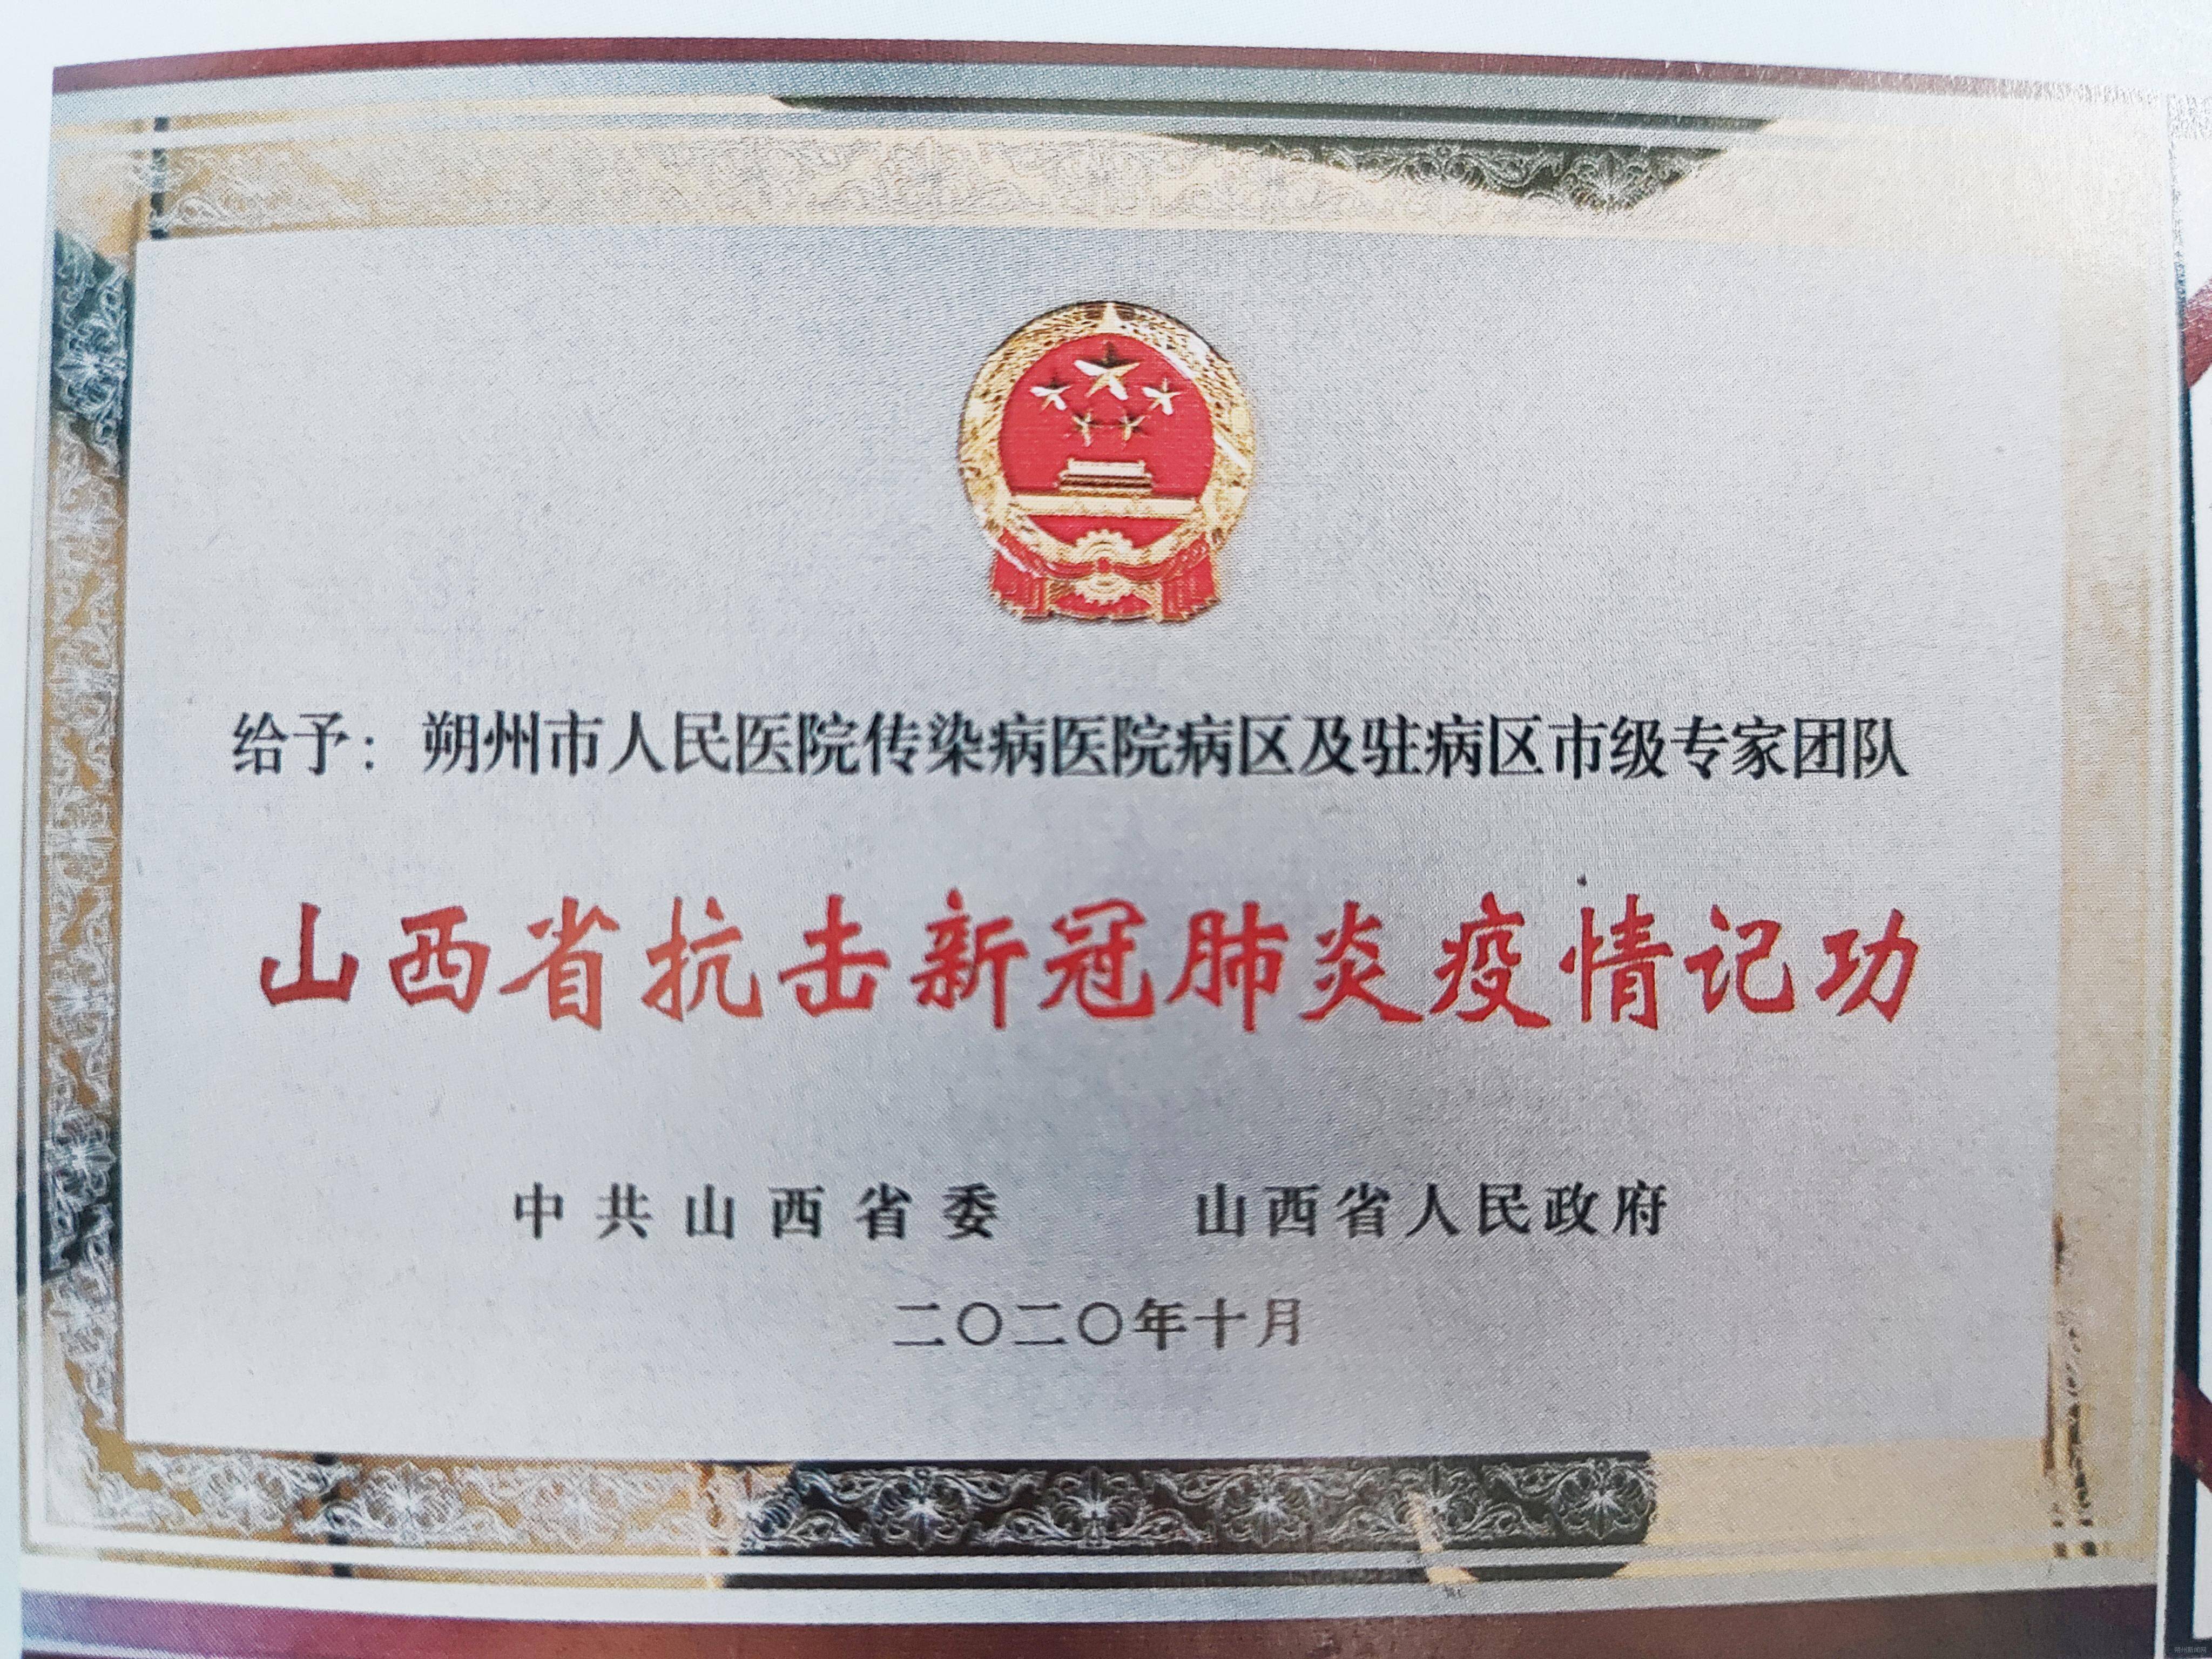 给予：朔州市人民医院传染病医院病区及驻病区市级专家团队
山西省抗击新冠肺炎疫情记功
中共山西省委 山西省人民政府
二〇二〇年十月